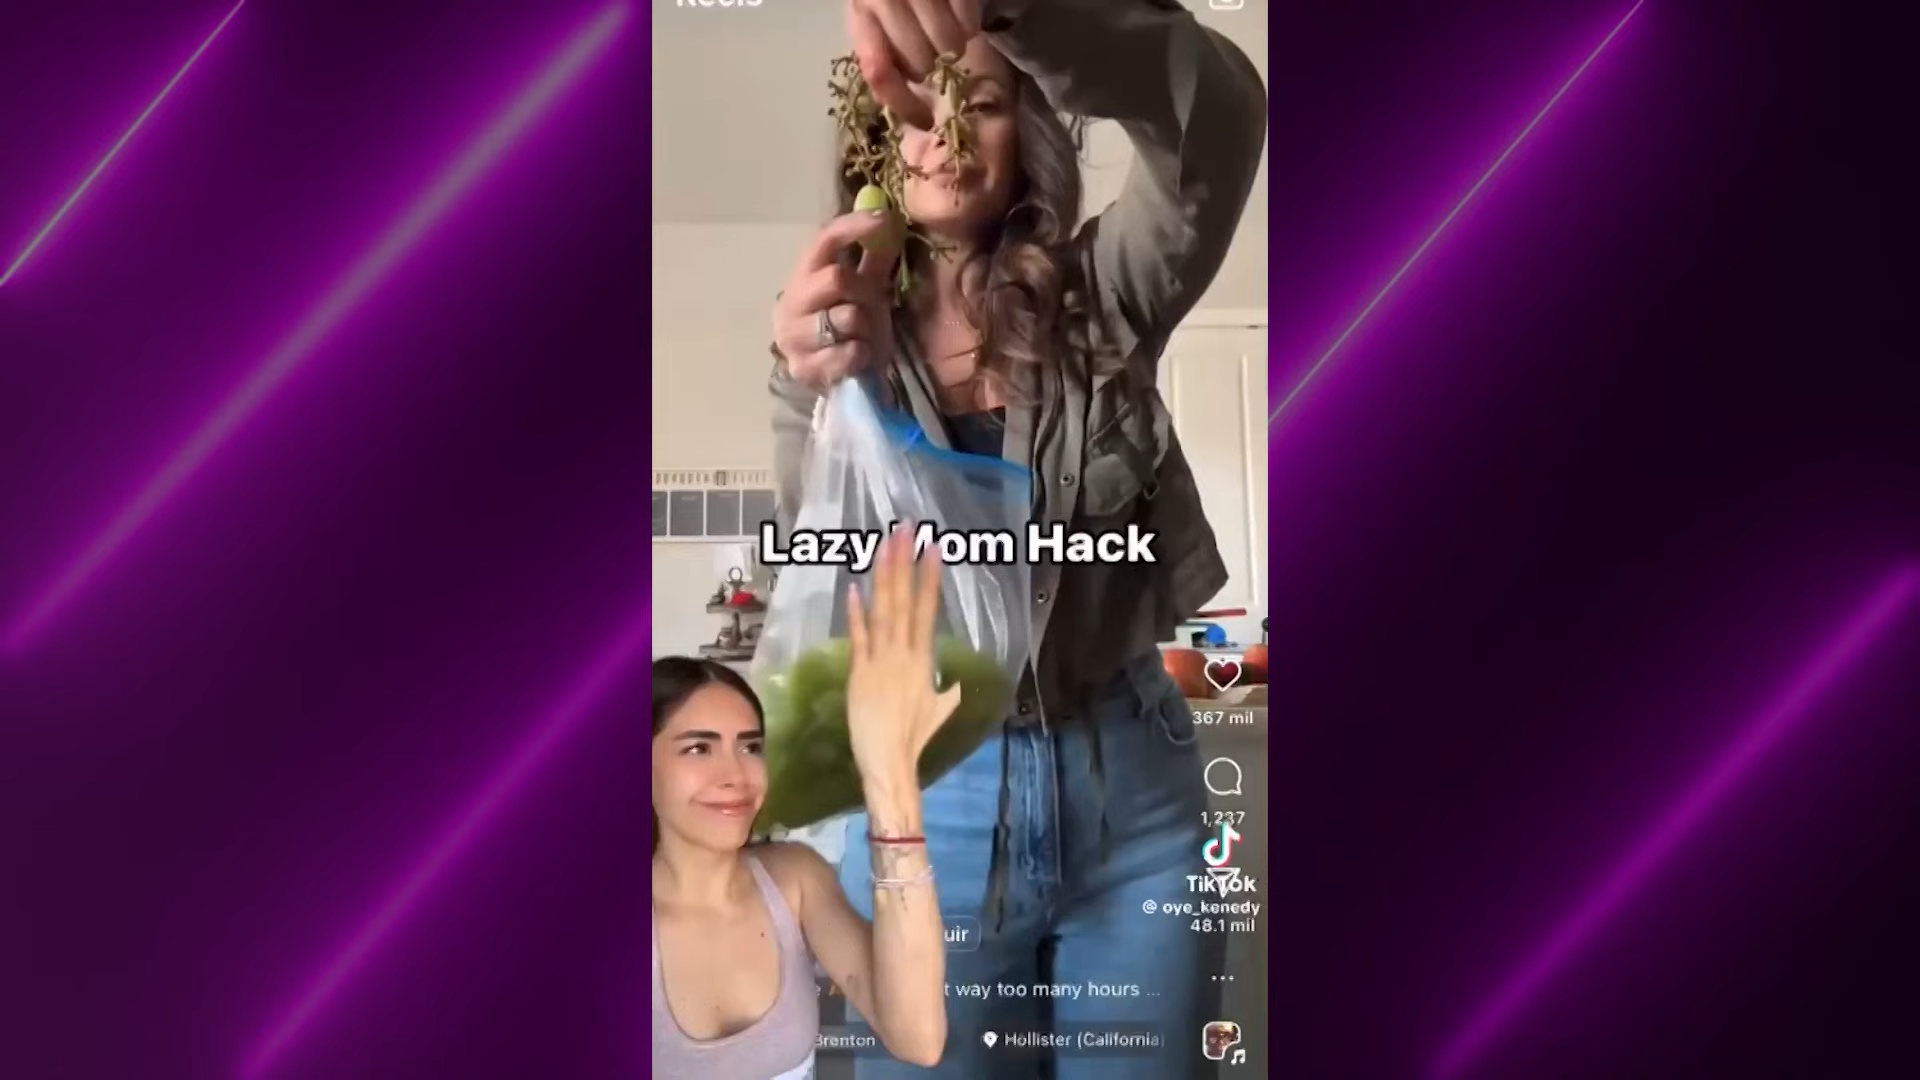 Reels
Lazy Mom Hack
367 mil
1,237
TikTok
@ oye_kenedy
48.1 mil
uir
t way too many hours ...
Brenton
Hollister (California)